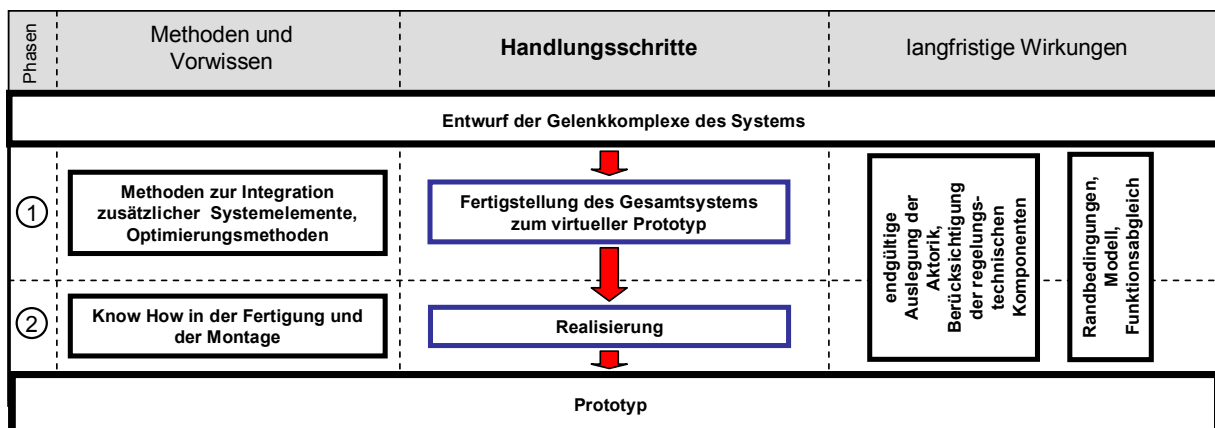 Phasen
Methoden und
Vorwissen
Handlungsschritte
langfristige Wirkungen
Entwurf der Gelenkkomplexe des Systems
1
Methoden zur Integration
zusätzlicher Systemelemente,
Optimierungsmethoden
Fertigstellung des Gesamtsystems
zum virtueller Prototyp
endgültige
Auslegung der
Aktorik,
Berücksichtigung
der regelungs-
technischen
Komponenten
Randbedingungen,
Modell,
Funktionsabgleich
2
Know How in der Fertigung und
der Montage
Realisierung
Prototyp